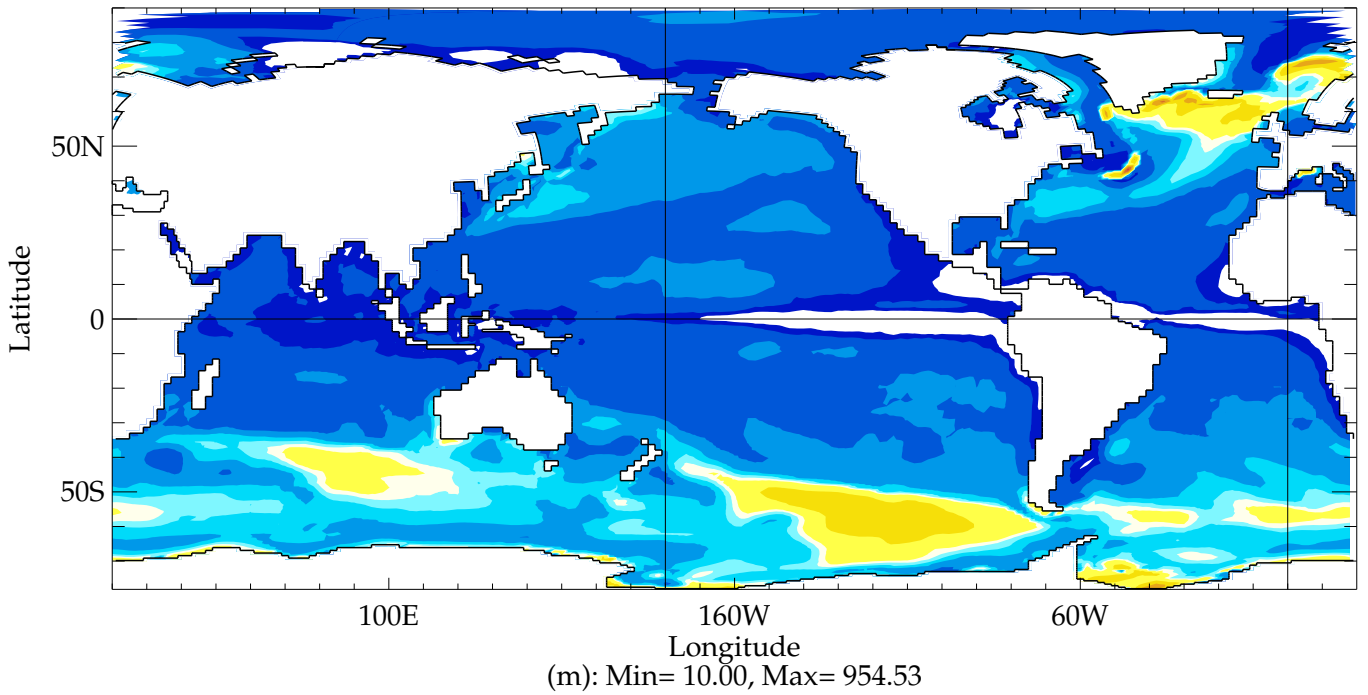 50N
0
50S
Latitude
100E
160W
60W
Longitude
(m): Min= 10.00, Max= 954.53